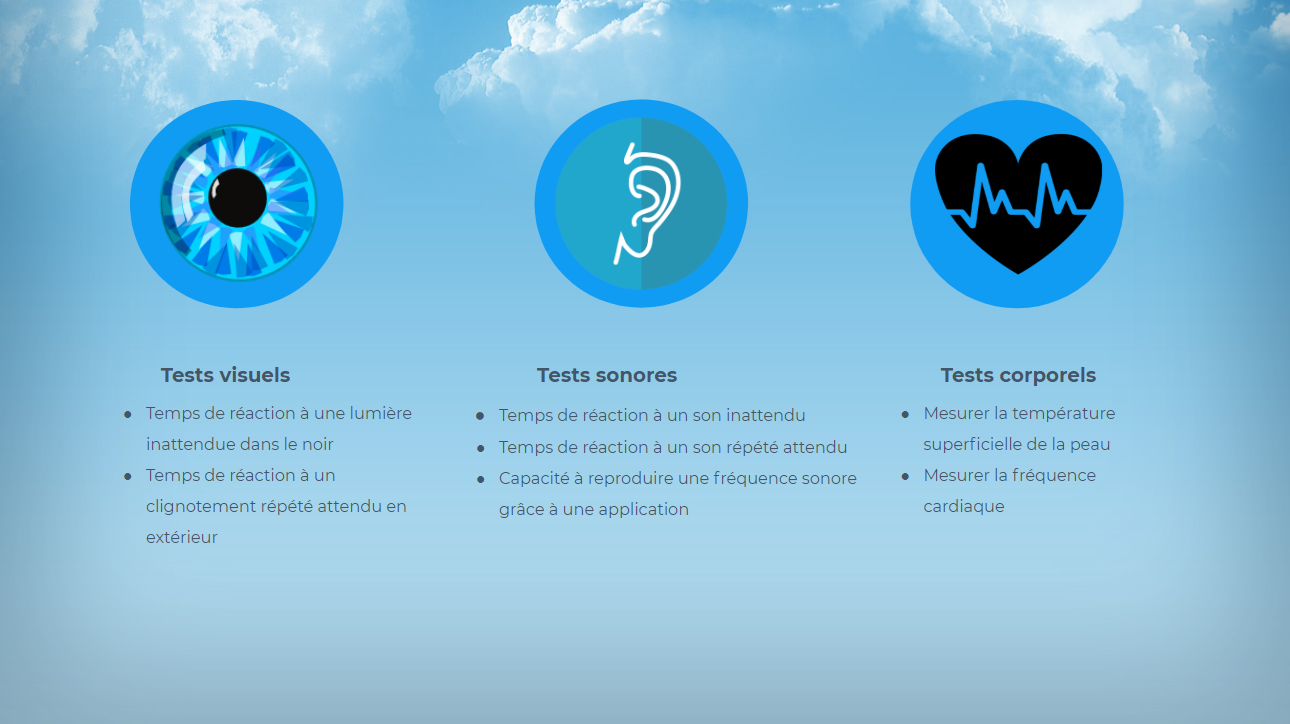 Tests visuels
● Temps de réaction à une lumière
inattendue dans le noir
● Temps de réaction à un
clignotement répété attendu en
extérieur
Tests sonores
● Temps de réaction à un son inattendu
● Temps de réaction à un son répété attendu
● Capacité à reproduire une fréquence sonore
grâce à une application
Tests corporels
● Mesurer la température
superficielle de la peau
● Mesurer la fréquence
cardiaque